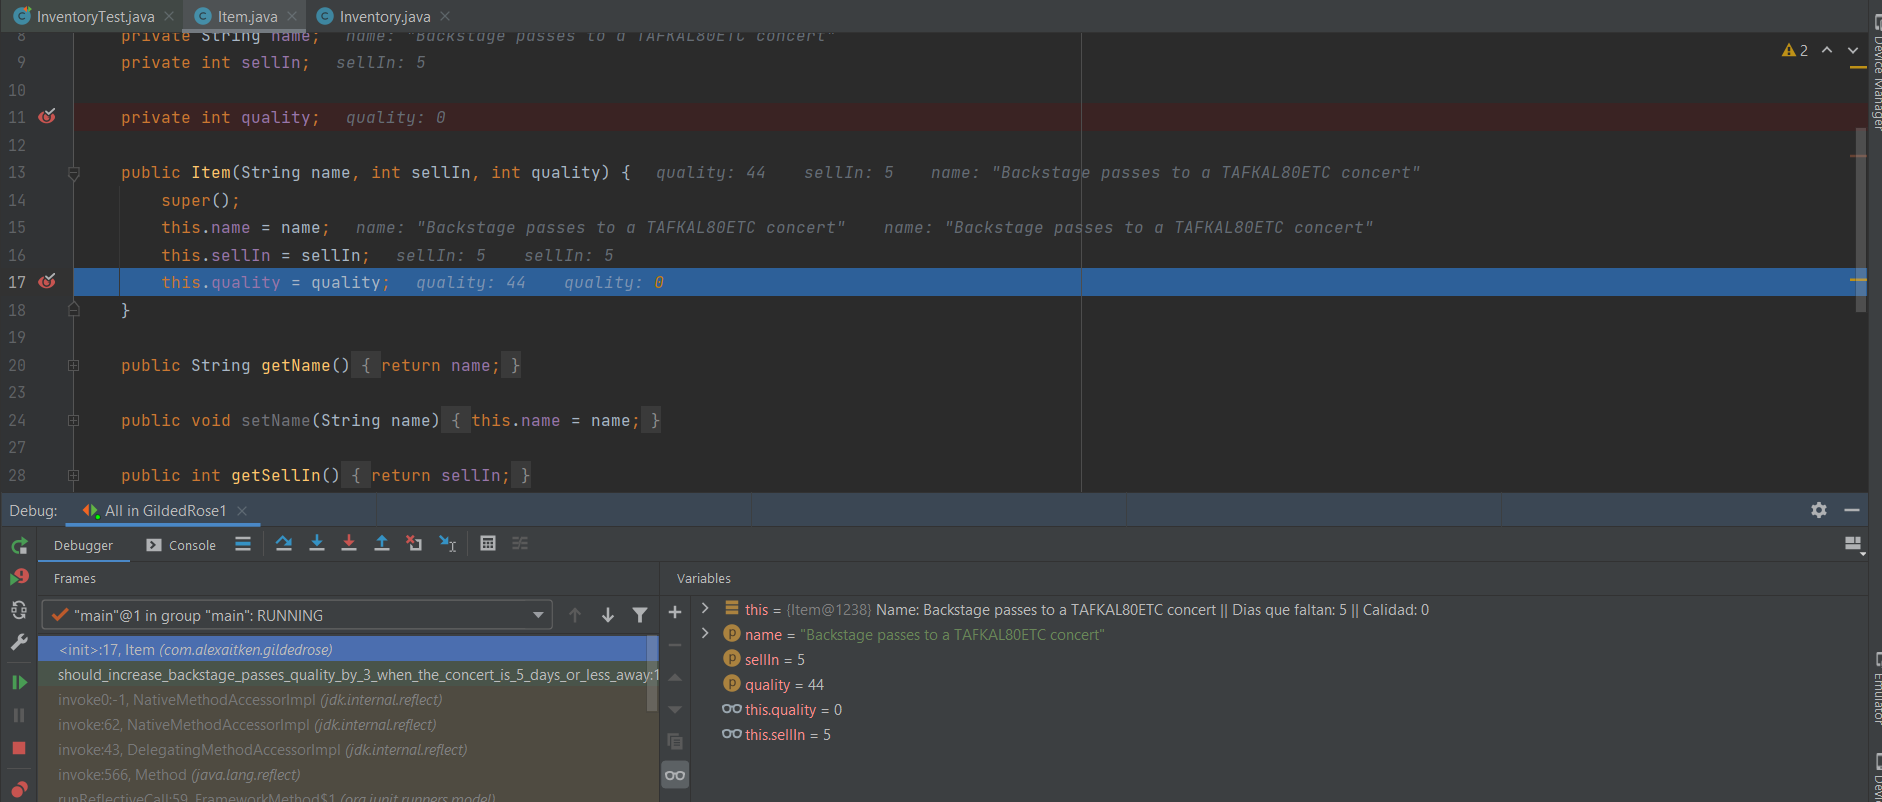 InventoryTest.java Item.java Inventory.java
8 private String name; name: "Backstage passes to a TAFKAL80ETC concert"
9 private int sellIn; sellIn: 5
2
10
11 private int quality; quality: 0
12
13 public Item(String name, int sellIn, int quality) { quality: 44 sellIn: 5 name: "Backstage passes to a TAFKAL80ETC concert"
14 super();
15 this.name = name; name: "Backstage passes to a TAFKAL80ETC concert" name: "Backstage passes to a TAFKAL80ETC concert"
16 this.sellIn = sellIn; sellIn: 5 sellIn: 5
17 this.quality = quality; quality: 44 quality: 0
18 }
19
20 public String getName() { return name; }
23
24 public void setName(String name) { this.name = name; }
27
28 public int getSellIn() { return sellIn; }
Device Manager
Emulator
Debug: All in GildedRose1
Debugger Console
Frames
Variables
"main"@1 in group "main": RUNNING
<init>:17, Item (com.alexaitken.gildedrose)
should_increase_backstage_passes_quality_by_3_when_the_concert_is_5_days_or_less_away:1
invoke0:-1, NativeMethodAccessorImpl (jdk.internal.reflect)
invoke:62, NativeMethodAccessorImpl (jdk.internal.reflect)
invoke:43, DelegatingMethodAccessorImpl (jdk.internal.reflect)
invoke:566, Method (java.lang.reflect)
runReflectiveCall:59, FrameworkMethod$1 (org.junit.runners.model)
this = {Item@1238} Name: Backstage passes to a TAFKAL80ETC concert || Dias que faltan: 5 || Calidad: 0
name = "Backstage passes to a TAFKAL80ETC concert"
sellIn = 5
quality = 44
this.quality = 0
this.sellIn = 5